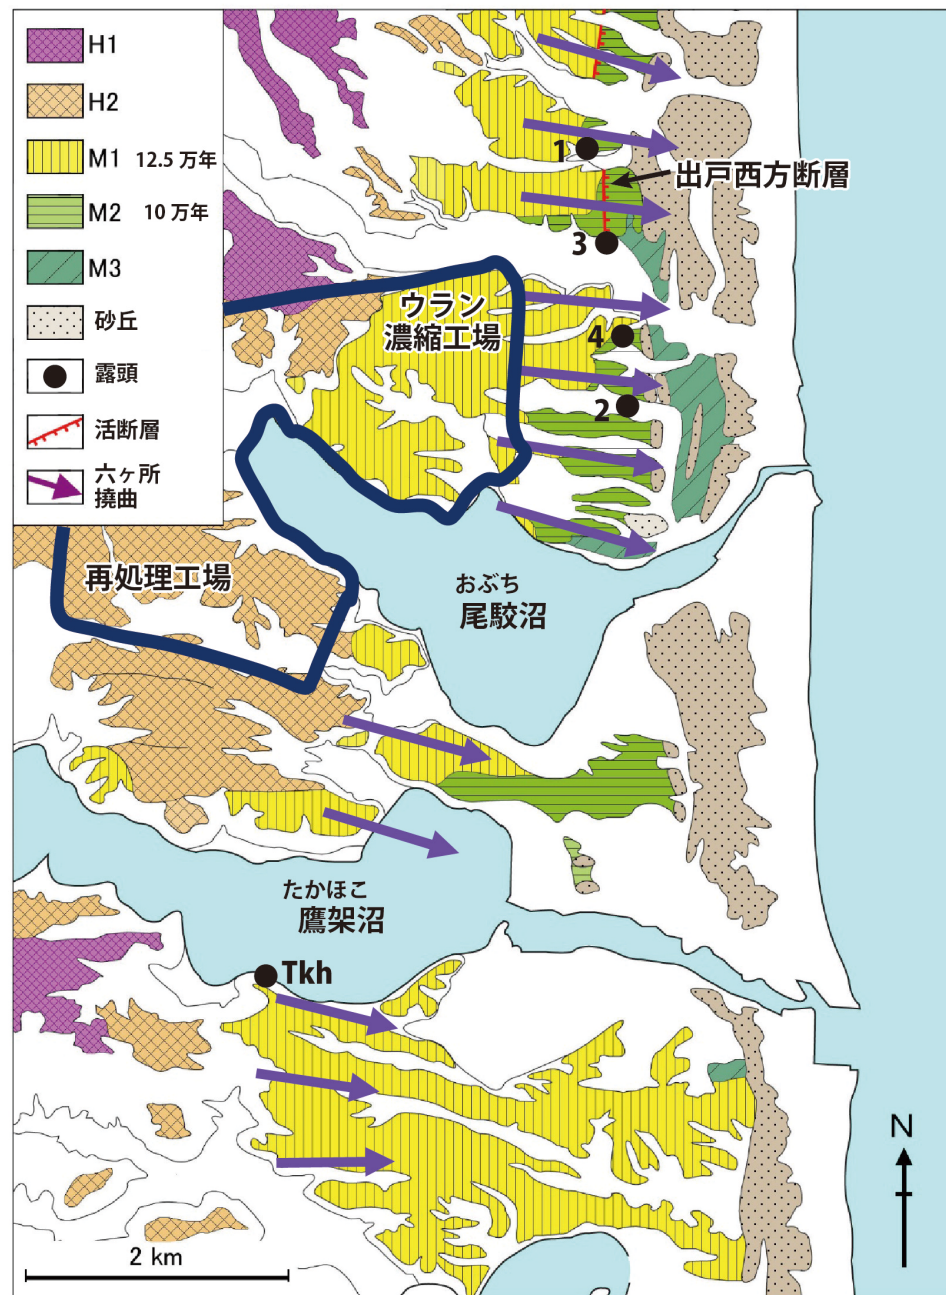 H1
H2
M1 12.5 万年
M2 10 万年
M3
砂丘
露頭
活断層
六ヶ所
撓曲
1
出戸西方断層
3
ウラン
濃縮工場
4
2
再処理工場
おぶち
尾駮沼
たかほこ
鷹架沼
Tkh
N
2 km